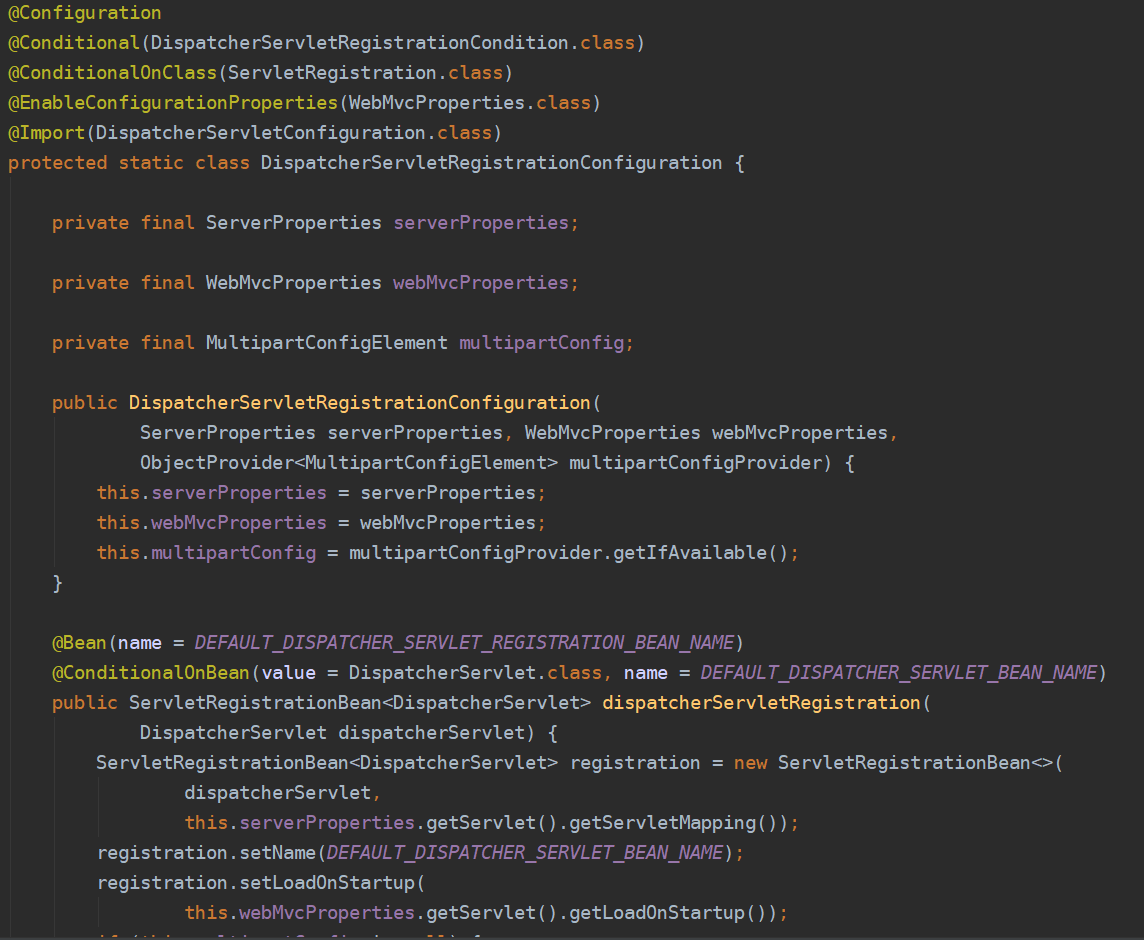 @Configuration
@Conditional(DispatcherServletRegistrationCondition.class)
@ConditionalOnClass(ServletRegistration.class)
@EnableConfigurationProperties(WebMvcProperties.class)
@Import(DispatcherServletConfiguration.class)
protected static class DispatcherServletRegistrationConfiguration {
private final ServerProperties serverProperties;
private final WebMvcProperties webMvcProperties;
private final MultipartConfigElement multipartConfig;
public DispatcherServletRegistrationConfiguration(
ServerProperties serverProperties, WebMvcProperties webMvcProperties,
ObjectProvider<MultipartConfigElement> multipartConfigProvider) {
this.serverProperties = serverProperties;
this.webMvcProperties = webMvcProperties;
this.multipartConfig = multipartConfigProvider.getIfAvailable();
}
@Bean(name = DEFAULT_DISPATCHER_SERVLET_REGISTRATION_BEAN_NAME)
@ConditionalOnBean(value = DispatcherServlet.class, name = DEFAULT_DISPATCHER_SERVLET_BEAN_NAME)
public ServletRegistrationBean<DispatcherServlet> dispatcherServletRegistration(
DispatcherServlet dispatcherServlet) {
ServletRegistrationBean<DispatcherServlet> registration = new ServletRegistrationBean<>(
dispatcherServlet,
this.serverProperties.getServlet().getServletMapping());
registration.setName(DEFAULT_DISPATCHER_SERVLET_BEAN_NAME);
registration.setLoadOnStartup(
this.webMvcProperties.getServlet().getLoadOnStartup());